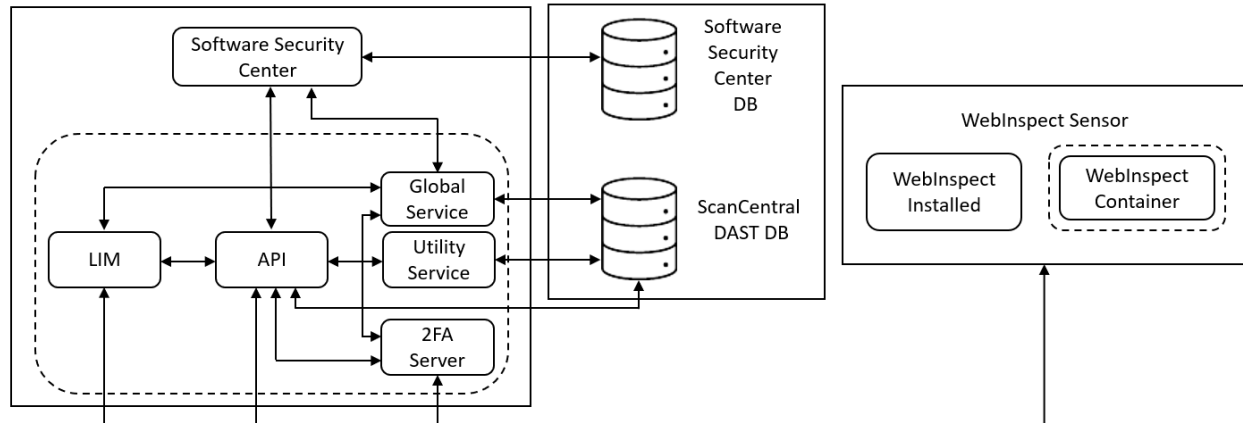 Software Security
Center
Software
Security
Center
DB
WebInspect Sensor
WebInspect
Installed
WebInspect
Container
Global
Service
ScanCentral
DAST DB
LIM
API
Utility
Service
2FA
Server